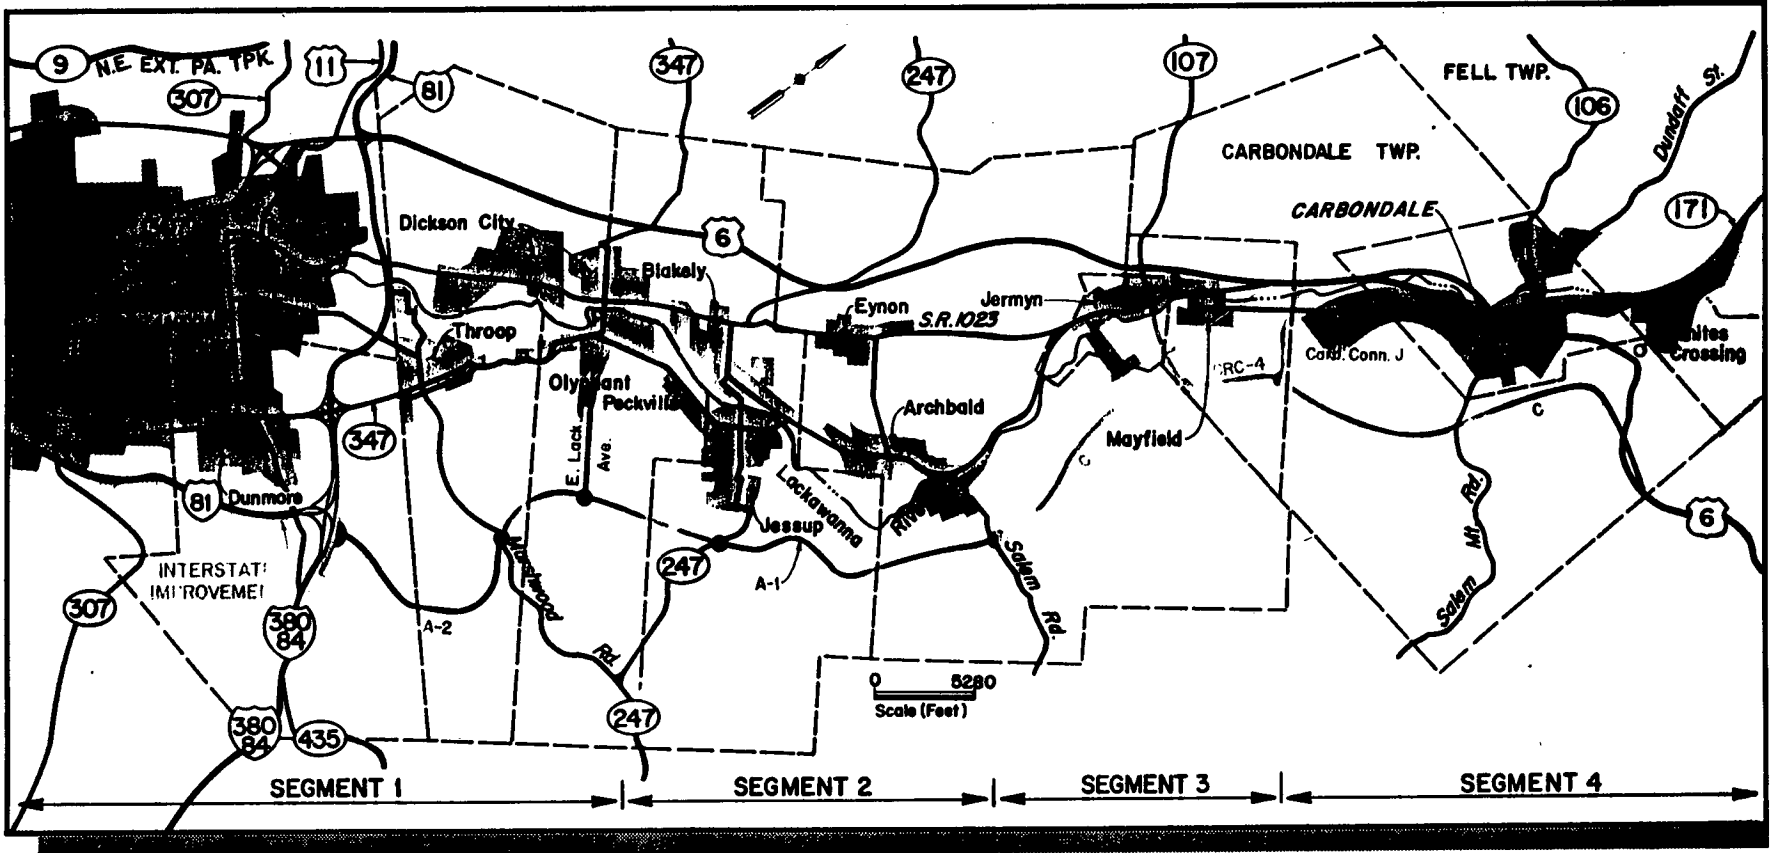 9
N.E. EXT. PA. TPK.
11
307
81
347
247
107
FELL TWP.
106
Dundaff St.
CARBONDALE TWP.
CARBONDALE
171
Dickson City
6
Blakely
Eynon
S.R. 1023
Jermyn
Throop
Olyphant
Peckville
Archbald
Mayfield
Carb. Conn. J
Crossing
C
C
347
E. Lack.
Ave.
81
Dunmore
Jessup
Lackawanna
River
Salem
Rd.
Mt.
Rd.
Salem
6
INTERSTATE
307
380
84
A-2
Marshwood
Rd.
247
A-1
0 5280
Scale (Feet)
380
84
435
247
SEGMENT 1
SEGMENT 2
SEGMENT 3
SEGMENT 4